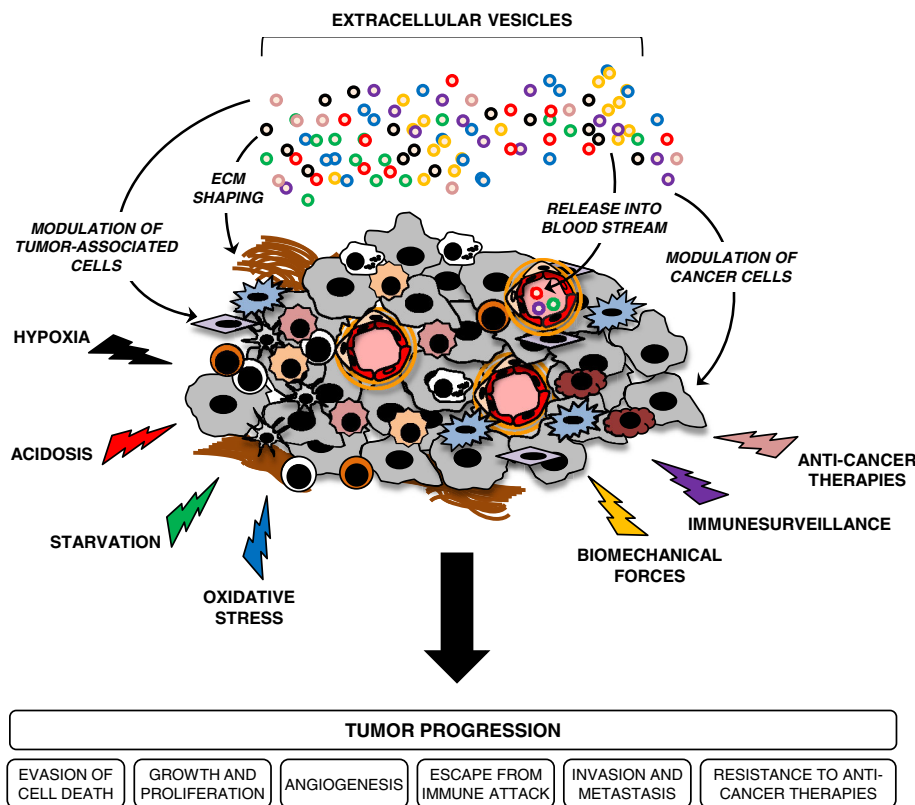 EXTRACELLULAR VESICLES
ECM
SHAPING
MODULATION OF
TUMOR-ASSOCIATED
CELLS
RELEASE INTO
BLOOD STREAM
MODULATION OF
CANCER CELLS
HYPOXIA
ACIDOSIS
STARVATION
OXIDATIVE
STRESS
BIOMECHANICAL
FORCES
IMMUNESURVEILLANCE
ANTI-CANCER
THERAPIES
TUMOR PROGRESSION
EVASION OF
CELL DEATH
GROWTH AND
PROLIFERATION
ANGIOGENESIS
ESCAPE FROM
IMMUNE ATTACK
INVASION AND
METASTASIS
RESISTANCE TO ANTI-
CANCER THERAPIES